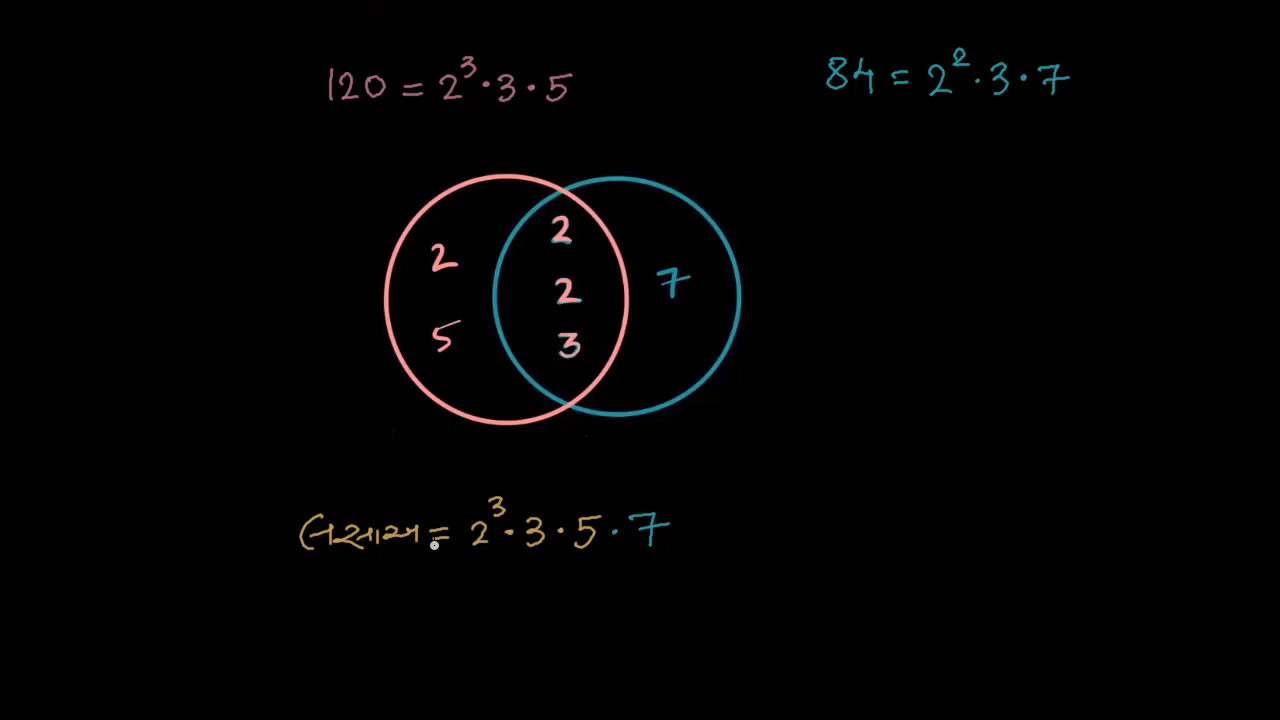 120 = 2³ · 3 · 5
84 = 2² · 3 · 7
2
2
7
2
5
3
= 2³ · 3 · 5 · 7